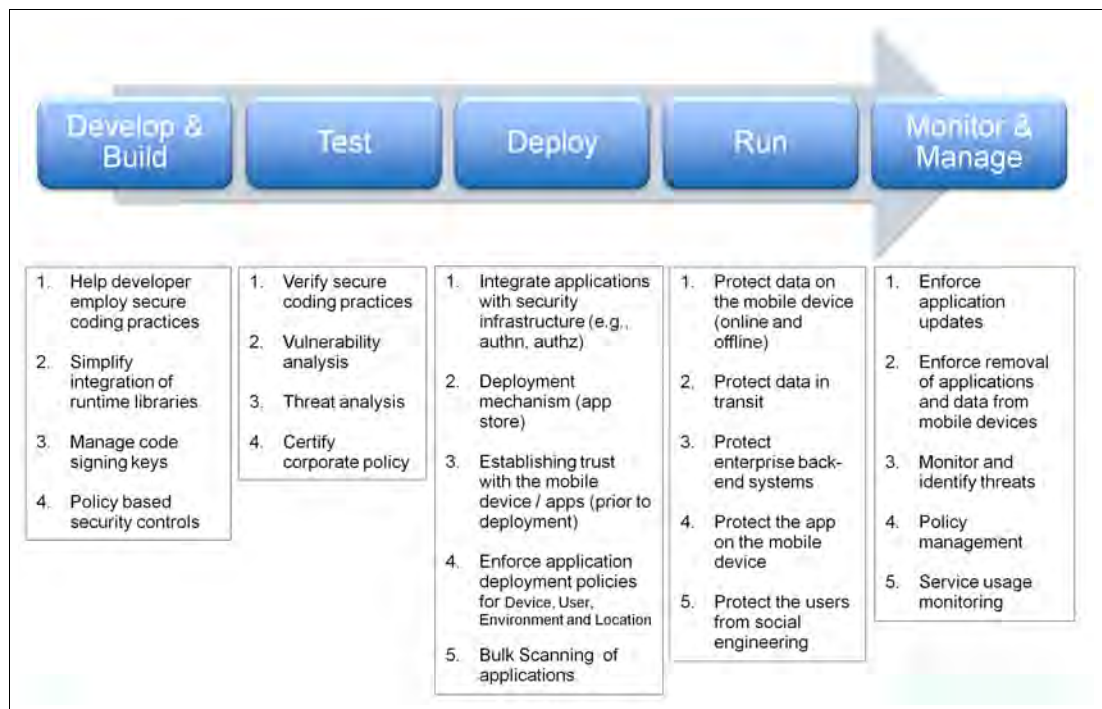 Develop &
Build
Test
Deploy
Run
Monitor &
Manage
1. Help developer
employ secure
coding practices
2. Simplify
integration of
runtime libraries
3. Manage code
signing keys
4. Policy based
security controls
1. Verify secure
coding practices
2. Vulnerability
analysis
3. Threat analysis
4. Certify
corporate policy
1. Integrate applications
with security
infrastructure (e.g.,
authn, authz)
2. Deployment
mechanism (app
store)
3. Establishing trust
with the mobile
device / apps (prior to
deployment)
4. Enforce application
deployment policies
for Device, User,
Environment and Location
5. Bulk Scanning of
applications
1. Protect data on
the mobile device
(online and
offline)
2. Protect data in
transit
3. Protect
enterprise back-
end systems
4. Protect the app
on the mobile
device
5. Protect the users
from social
engineering
1. Enforce
application
updates
2. Enforce removal
of applications
and data from
mobile devices
3. Monitor and
identify threats
4. Policy
management
5. Service usage
monitoring